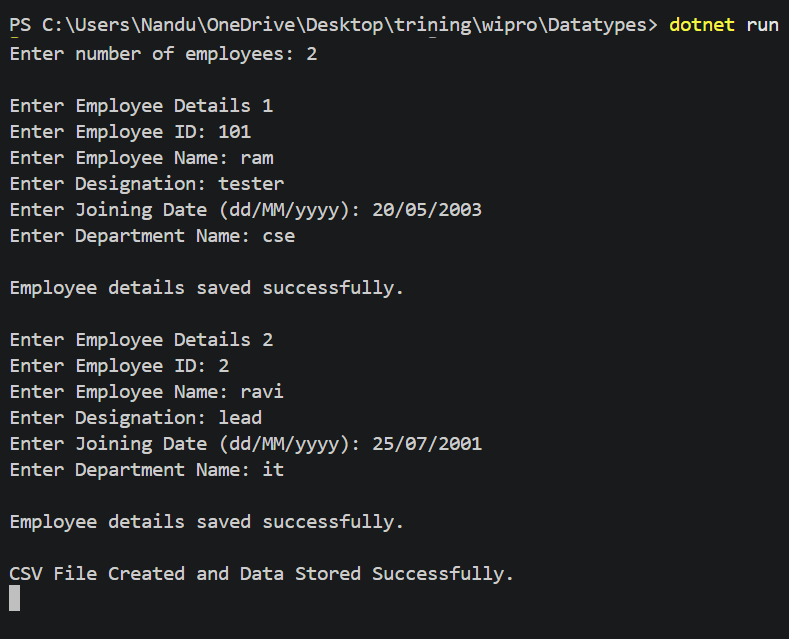 PS C:\Users\Nandu\OneDrive\Desktop\trining\wipro\Datatypes> dotnet run
Enter number of employees: 2
Enter Employee Details 1
Enter Employee ID: 101
Enter Employee Name: ram
Enter Designation: tester
Enter Joining Date (dd/MM/yyyy): 20/05/2003
Enter Department Name: cse
Employee details saved successfully.
Enter Employee Details 2
Enter Employee ID: 2
Enter Employee Name: ravi
Enter Designation: lead
Enter Joining Date (dd/MM/yyyy): 25/07/2001
Enter Department Name: it
Employee details saved successfully.
CSV File Created and Data Stored Successfully.